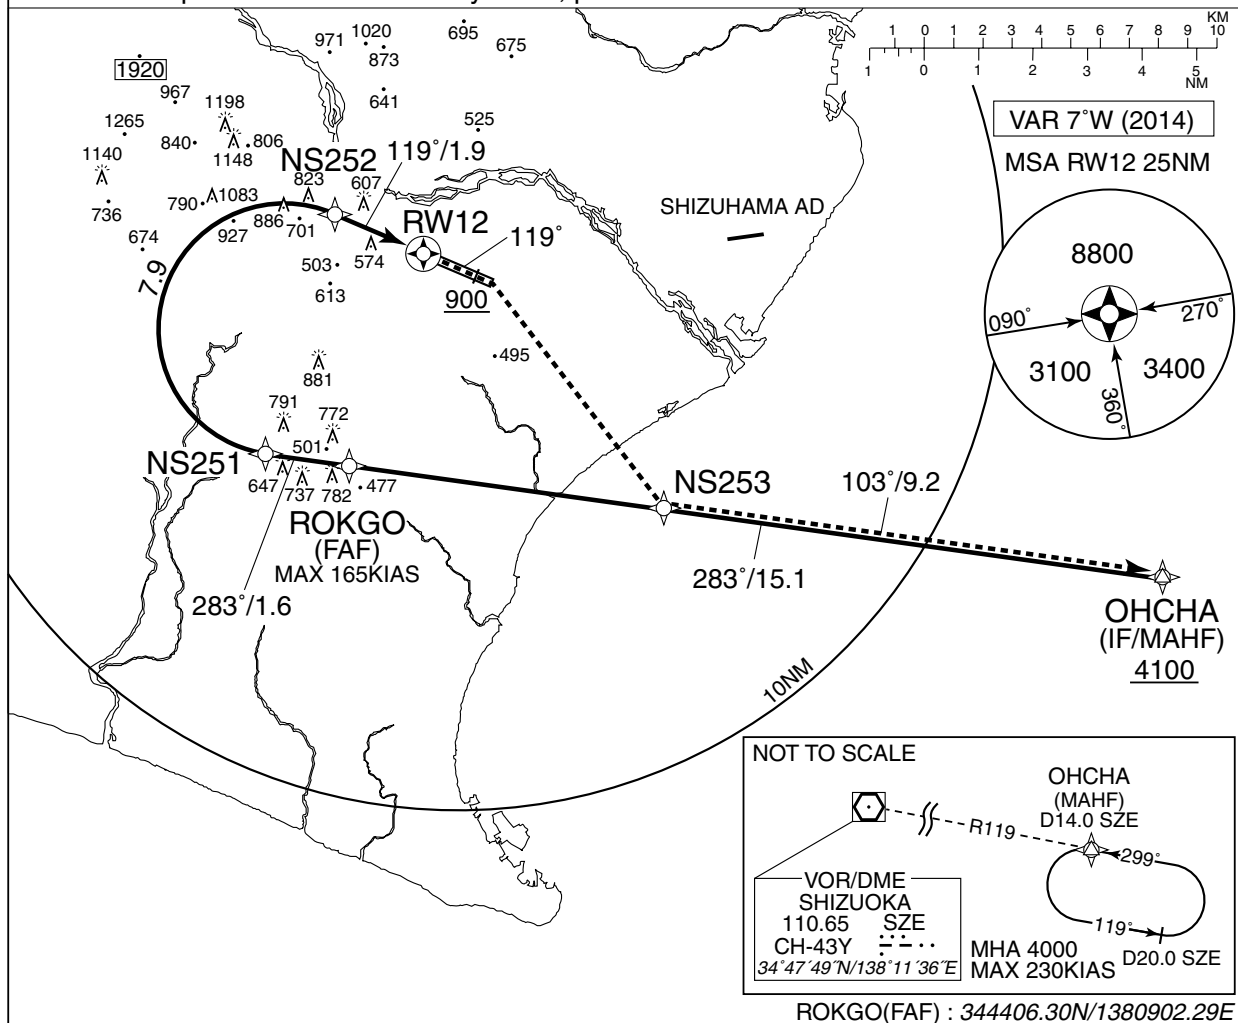 KM
1 0 1 2 3 4 5 6 7 8 9 10
1 0 1 2 3 4 5
NM
VAR 7°W (2014)
MSA RW12 25NM
8800
090°
270°
3100
3400
360°
971
1020
873
695
675
1920
967
641
1198
1265
840
1148
806
525
1140
NS252
119°/1.9
823
607
736
790
1083
886
701
927
RW12
SHIZUHAMA AD
119°
674
574
503
613
900
7.9
495
881
791
772
501
NS251
647
737
782
477
ROKGO
(FAF)
MAX 165KIAS
283°/1.6
NS253
103°/9.2
283°/15.1
OHCHA
(IF/MAHF)
4100
10NM
NOT TO SCALE
OHCHA
(MAHF)
D14.0 SZE
R119
299°
119°
D20.0 SZE
VOR/DME
SHIZUOKA
110.65 SZE
CH-43Y
34°47´49˝N/138°11´36˝E
MHA 4000
MAX 230KIAS
ROKGO(FAF) : 344406.30N/1380902.29E